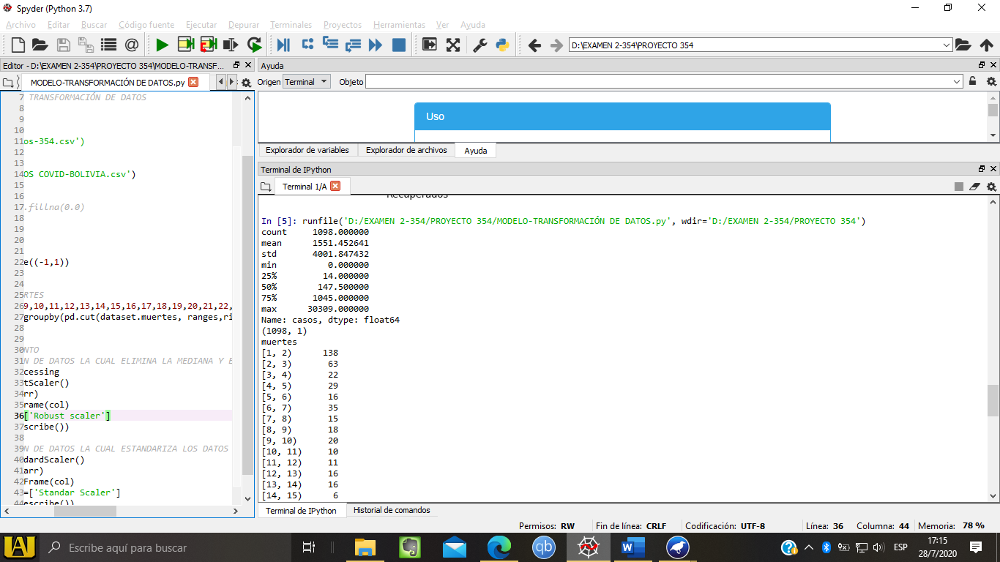 Spyder (Python 3.7)
Archivo Editar Buscar Código fuente Ejecutar Depurar Terminales Proyectos Herramientas Ver Ayuda
D:\EXAMEN 2-354\PROYECTO 354
Editor - D:\EXAMEN 2-354\PROYECTO 354\MODELO-TRANSF...
MODELO-TRANSFORMACIÓN DE DATOS.py
7 TRANSFORMACIÓN DE DATOS
8
9
10
11os-354.csv')
12
13
14OS COVID-BOLIVIA.csv')
15
16
17.fillna(0.0)
18
19
20
21
22e((-1,1))
23
24
25RTES
269,10,11,12,13,14,15,16,17,18,19,20,21,22,
27groupby(pd.cut(dataset.muertes, ranges,ri
28
29
30NTO
31N DE DATOS LA CUAL ELIMINA LA MEDIANA Y E
32cessing
33tScaler()
34rr)
35rame(col)
36['Robust scaler']
37scribe())
38
39N DE DATOS LA CUAL ESTANDARIZA LOS DATOS
40dardScaler()
41arr)
42Frame(col)
43=['Standar Scaler']
44escribe())
Ayuda
Origen Terminal Objeto
Uso
Explorador de variables Explorador de archivos Ayuda
Terminal de IPython
Terminal 1/A
Recuperados
In [5]: runfile('D:/EXAMEN 2-354/PROYECTO 354/MODELO-TRANSFORMACIÓN DE DATOS.py', wdir='D:/EXAMEN 2-354/PROYECTO 354')
count 1098.000000
mean 1551.452641
std 4001.847432
min 0.000000
25% 14.000000
50% 147.500000
75% 1045.000000
max 30309.000000
Name: casos, dtype: float64
(1098, 1)
muertes
[1, 2) 138
[2, 3) 63
[3, 4) 22
[4, 5) 29
[5, 6) 16
[6, 7) 35
[7, 8) 15
[8, 9) 18
[9, 10) 20
[10, 11) 10
[11, 12) 11
[12, 13) 16
[13, 14) 16
[14, 15) 6
Terminal de IPython Historial de comandos
Permisos: RW Fin de línea: CRLF Codificación: UTF-8 Línea: 36 Columna: 44 Memoria: 78 %
Escribe aquí para buscar
qb
W
ESP
17:15
28/7/2020